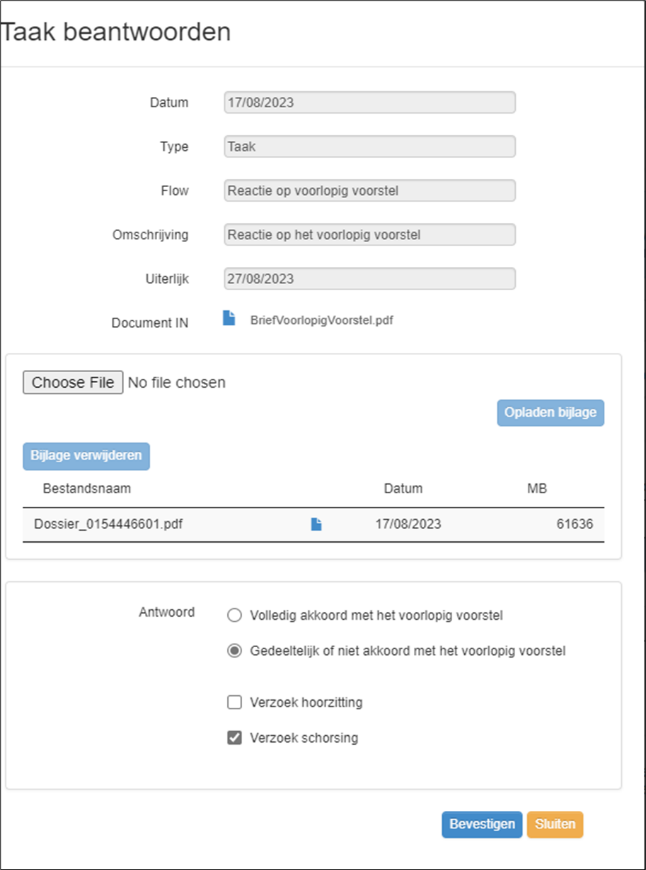 Taak beantwoorden
Datum 17/08/2023
Type Taak
Flow Reactie op voorlopig voorstel
Omschrijving Reactie op het voorlopig voorstel
Uiterlijk 27/08/2023
Document IN BriefVoorlopigVoorstel.pdf
Choose File No file chosen
Opladen bijlage
Bijlage verwijderen
Bestandsnaam Datum MB
Dossier_0154446601.pdf 17/08/2023 61636
Antwoord Volledig akkoord met het voorlopig voorstel
Gedeeltelijk of niet akkoord met het voorlopig voorstel
Verzoek hoorzitting
Verzoek schorsing
Bevestigen Sluiten